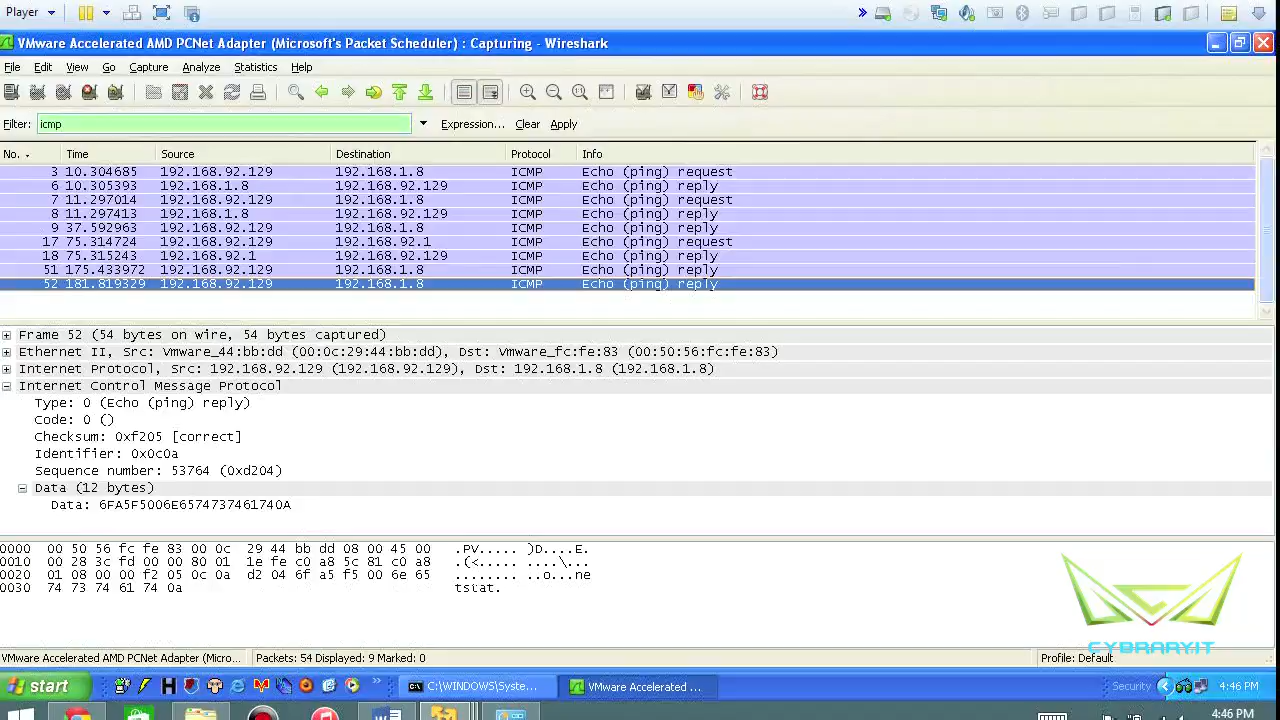 Player
VMware Accelerated AMD PCNet Adapter (Microsoft's Packet Scheduler) : Capturing - Wireshark
File Edit View Go Capture Analyze Statistics Help
Filter: icmp Expression... Clear Apply
No. Time Source Destination Protocol Info
3 10.304685 192.168.92.129 192.168.1.8 ICMP Echo (ping) request
6 10.305393 192.168.1.8 192.168.92.129 ICMP Echo (ping) reply
7 11.297014 192.168.92.129 192.168.1.8 ICMP Echo (ping) request
8 11.297413 192.168.1.8 192.168.92.129 ICMP Echo (ping) reply
9 37.592963 192.168.92.129 192.168.1.8 ICMP Echo (ping) reply
17 75.314724 192.168.92.129 192.168.92.1 ICMP Echo (ping) request
18 75.315243 192.168.92.1 192.168.92.129 ICMP Echo (ping) reply
51 175.433972 192.168.92.129 192.168.1.8 ICMP Echo (ping) reply
52 181.819329 192.168.92.129 192.168.1.8 ICMP Echo (ping) reply
Frame 52 (54 bytes on wire, 54 bytes captured)
Ethernet II, Src: Vmware_44:bb:dd (00:0c:29:44:bb:dd), Dst: Vmware_fc:fe:83 (00:50:56:fc:fe:83)
Internet Protocol, Src: 192.168.92.129 (192.168.92.129), Dst: 192.168.1.8 (192.168.1.8)
Internet Control Message Protocol
Type: 0 (Echo (ping) reply)
Code: 0 ()
Checksum: 0xf205 [correct]
Identifier: 0x0c0a
Sequence number: 53764 (0xd204)
Data (12 bytes)
Data: 6FA5F5006E6574737461740A
0000 00 50 56 fc fe 83 00 0c 29 44 bb dd 08 00 45 00 .PV..... )D....E.
0010 00 28 3c fd 00 00 80 01 1e fe c0 a8 5c 81 c0 a8 .(<..... ....\...
0020 01 08 00 00 f2 05 0c 0a d2 04 6f a5 f5 00 6e 65 ........ ..o...ne
0030 74 73 74 61 74 0a tstat.
CYBRARY.IT
VMware Accelerated AMD PCNet Adapter (Micro... Packets: 54 Displayed: 9 Marked: 0 Profile: Default
start C:\WINDOWS\Syste... VMware Accelerated ... Security 4:46 PM
4:46 PM